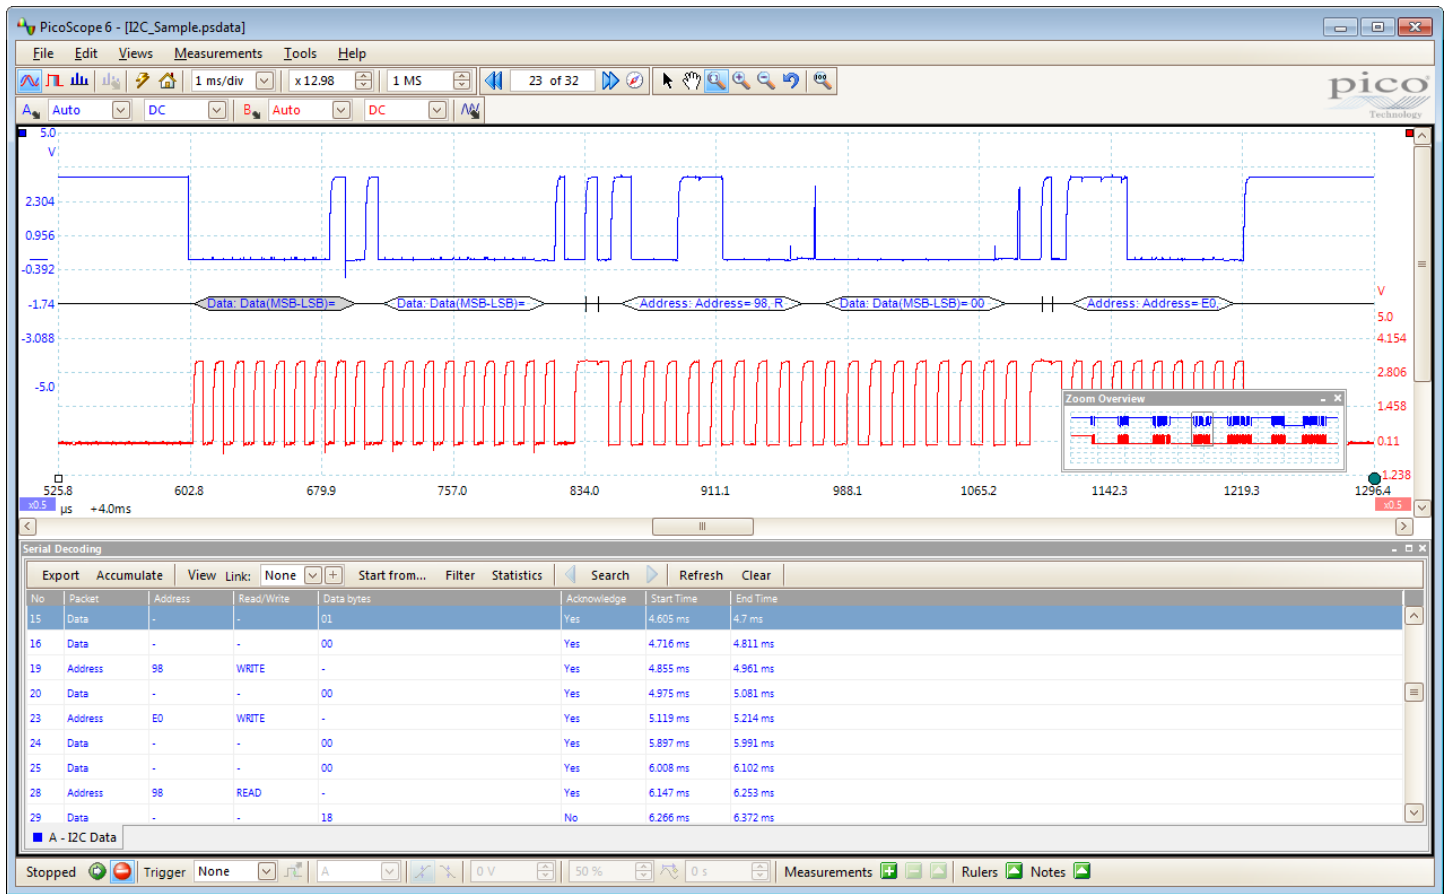 PicoScope 6 - [I2C_Sample.psdata]
File Edit Views Measurements Tools Help
1 ms/div x 12.98 1 MS 23 of 32
pico
Technology
A Auto DC B Auto DC
5.0
V
2.304
0.956
-0.392
-1.74
-3.088
-5.0
Data: Data(MSB-LSB)= Data: Data(MSB-LSB)= Address: Address= 98, R Data: Data(MSB-LSB)= 00 Address: Address= E0,
V
5.0
4.154
2.806
1.458
0.11
-1.238
Zoom Overview
525.8 602.8 679.9 757.0 834.0 911.1 988.1 1065.2 1142.3 1219.3 1296.4
x0.5 µs +4.0ms x0.5
Serial Decoding
Export Accumulate View Link: None Start from... Filter Statistics Search Refresh Clear
No Packet Address Read/Write Data bytes Acknowledge Start Time End Time
15 Data - - 01 Yes 4.605 ms 4.7 ms
16 Data - - 00 Yes 4.716 ms 4.811 ms
19 Address 98 WRITE - Yes 4.855 ms 4.961 ms
20 Data - - 00 Yes 4.975 ms 5.081 ms
23 Address E0 WRITE - Yes 5.119 ms 5.214 ms
24 Data - - 00 Yes 5.897 ms 5.991 ms
25 Data - - 00 Yes 6.008 ms 6.102 ms
28 Address 98 READ - Yes 6.147 ms 6.253 ms
29 Data - - 18 No 6.266 ms 6.372 ms
A - I2C Data
Stopped Trigger None A 0 V 50 % 0 s Measurements Rulers Notes